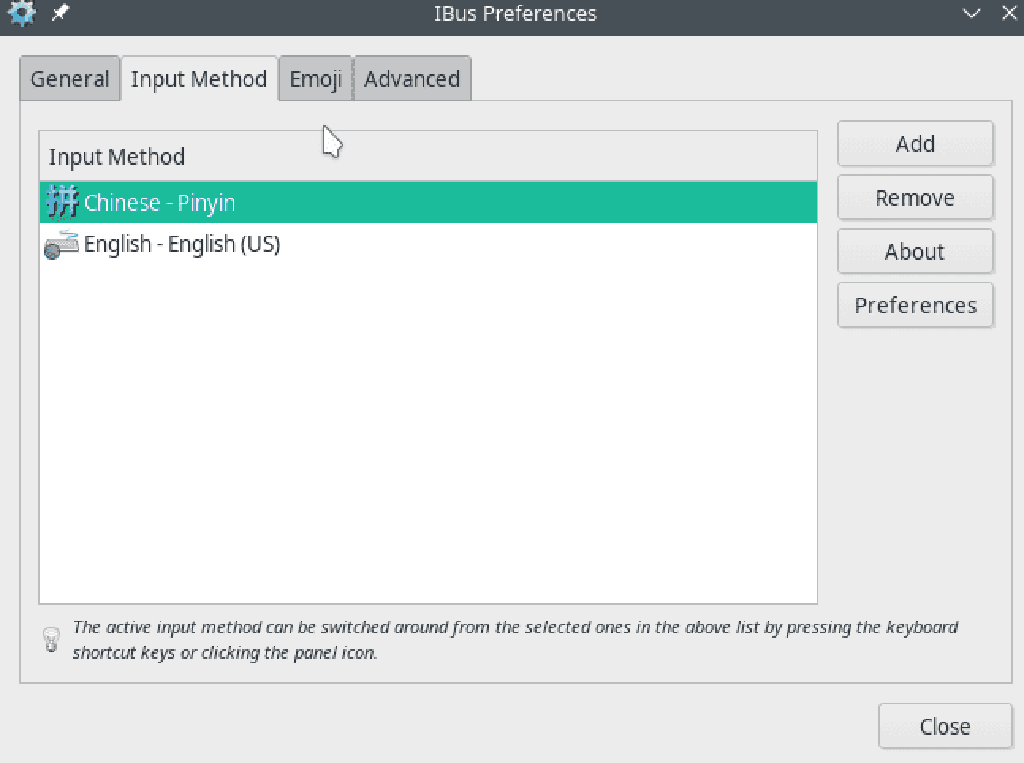 IBus Preferences
General Input Method Emoji Advanced
Input Method
拼 Chinese - Pinyin
English - English (US)
Add
Remove
About
Preferences
The active input method can be switched around from the selected ones in the above list by pressing the keyboard
shortcut keys or clicking the panel icon.
Close